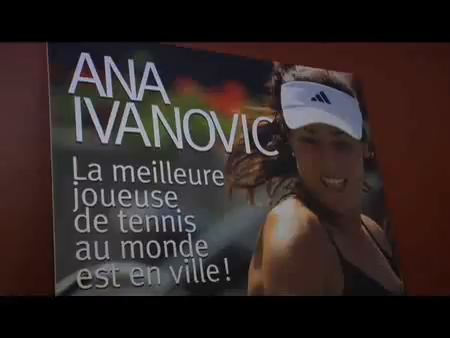 ANA
IVANOVIC
La meilleure
joueuse
de tennis
au monde
est en ville!